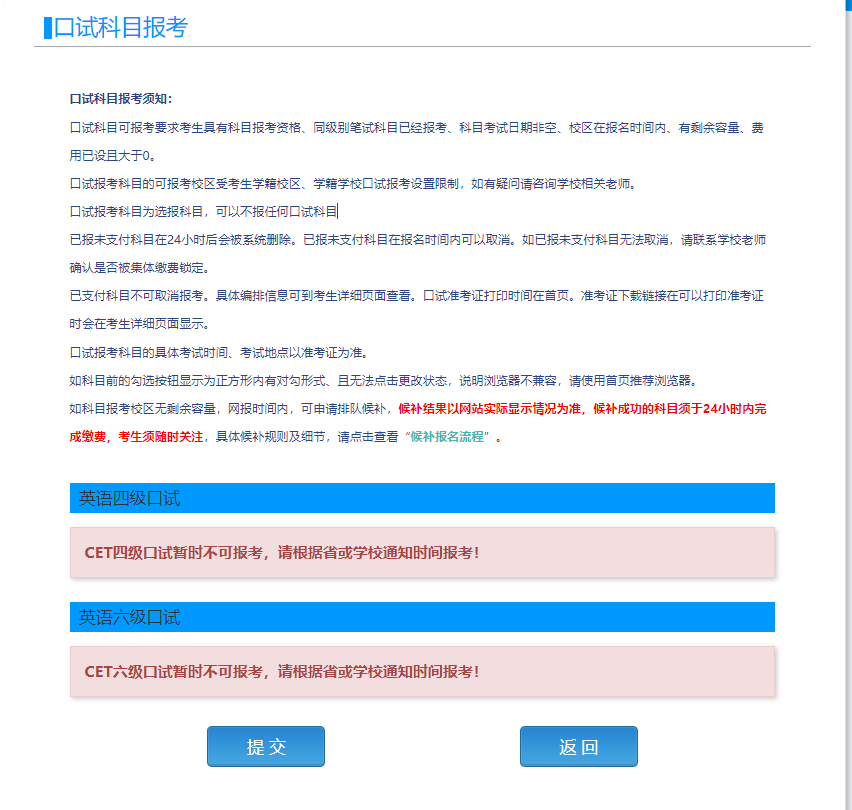 口试科目报考
口试科目报考须知：
口试科目可报考要求考生具有科目报考资格、同级别笔试科目已经报考、科目考试日期非空、校区在报名时间内、有剩余容量、费
用已设且大于0。
口试报考科目的可报考校区受考生学籍校区、学籍学校口试报考设置限制，如有疑问请咨询学校相关老师。
口试报考科目为选报科目，可以不报任何口试科目
已报未支付科目在24小时后会被系统删除。已报未支付科目在报名时间内可以取消。如已报未支付科目无法取消，请联系学校老师
确认是否被集体缴费锁定。
已支付科目不可取消报考。具体编排信息可到考生详细页面查看。口试准考证打印时间在首页。准考证下载链接在可以打印准考证
时会在考生详细页面显示。
口试报考科目的具体考试时间、考试地点以准考证为准。
如科目前的勾选按钮显示为正方形内有对勾形式、且无法点击更改状态，说明浏览器不兼容，请使用首页推荐浏览器。
如科目报考校区无剩余容量，网报时间内，可申请排队候补，候补结果以网站实际显示情况为准，候补成功的科目须于24小时内完
成缴费，考生须随时关注，具体候补规则及细节，请点击查看“候补报名流程”。
英语四级口试
CET四级口试暂时不可报考，请根据省或学校通知时间报考！
英语六级口试
CET六级口试暂时不可报考，请根据省或学校通知时间报考！
提 交
返 回